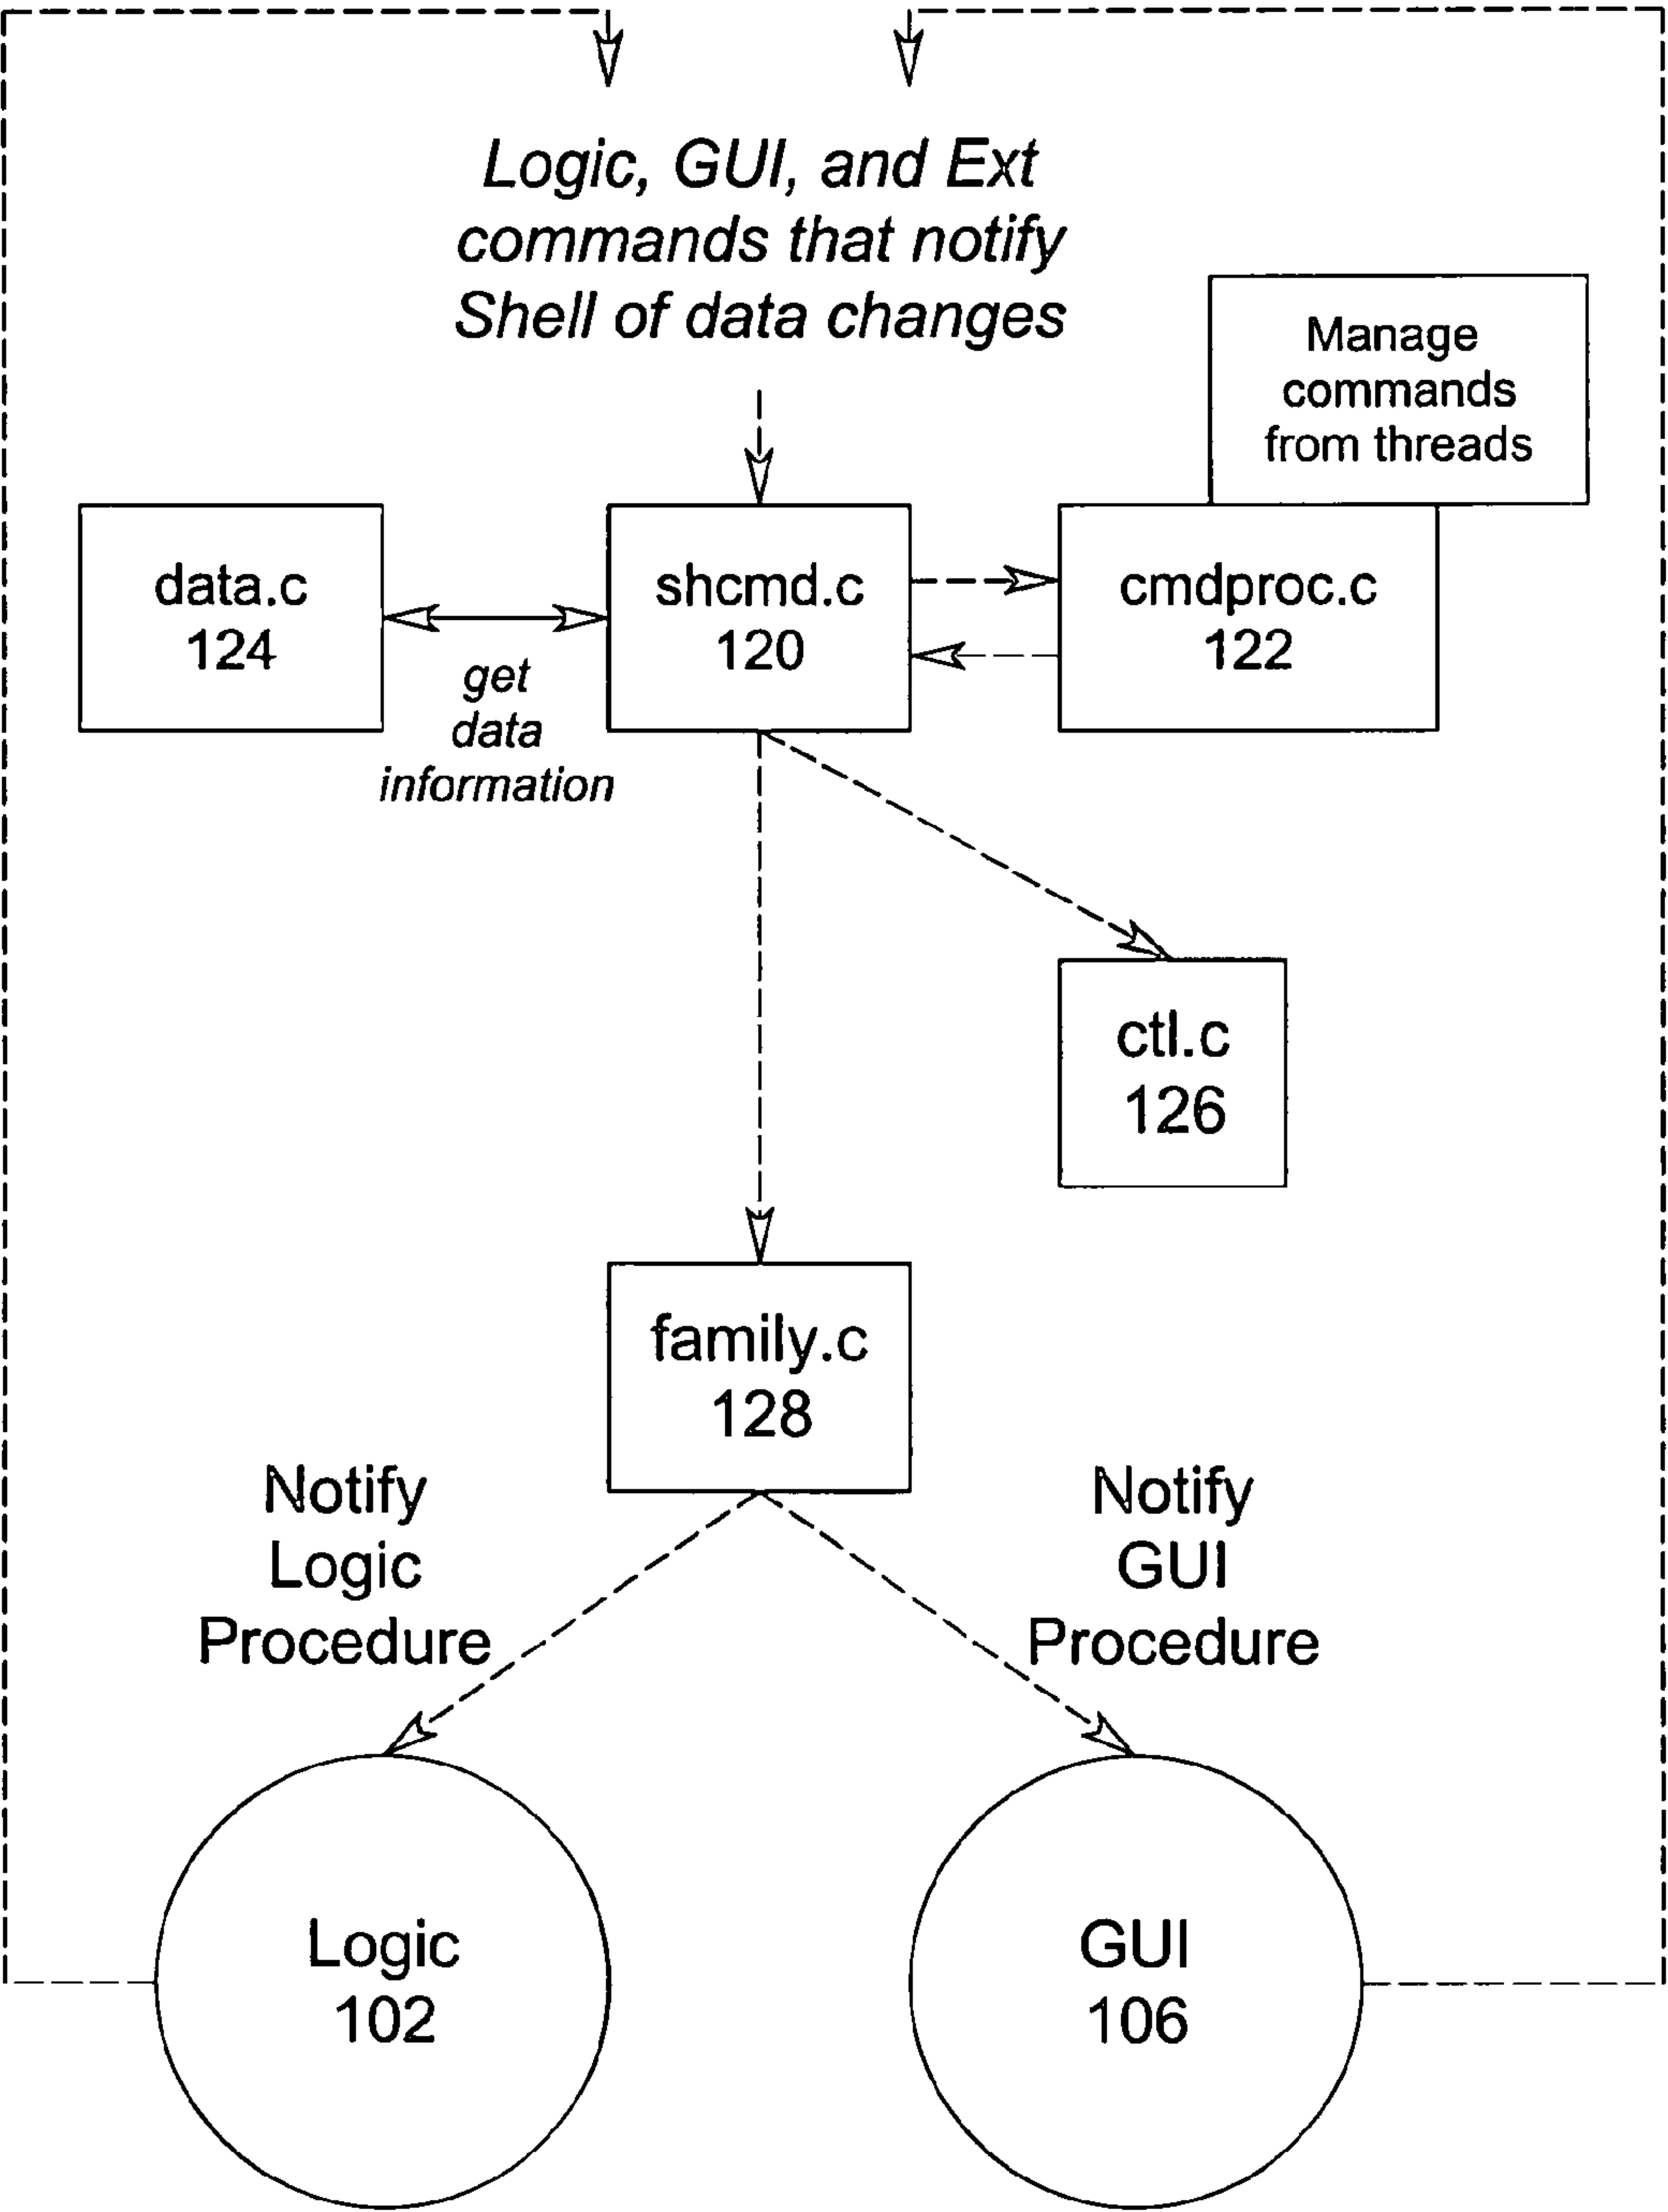 Logic, GUI, and Ext
commands that notify
Shell of data changes
Manage
commands
from threads
data.c
124
get
data
information
shcmd.c
120
cmdproc.c
122
ctl.c
126
family.c
128
Notify
Logic
Procedure
Notify
GUI
Procedure
Logic
102
GUI
106